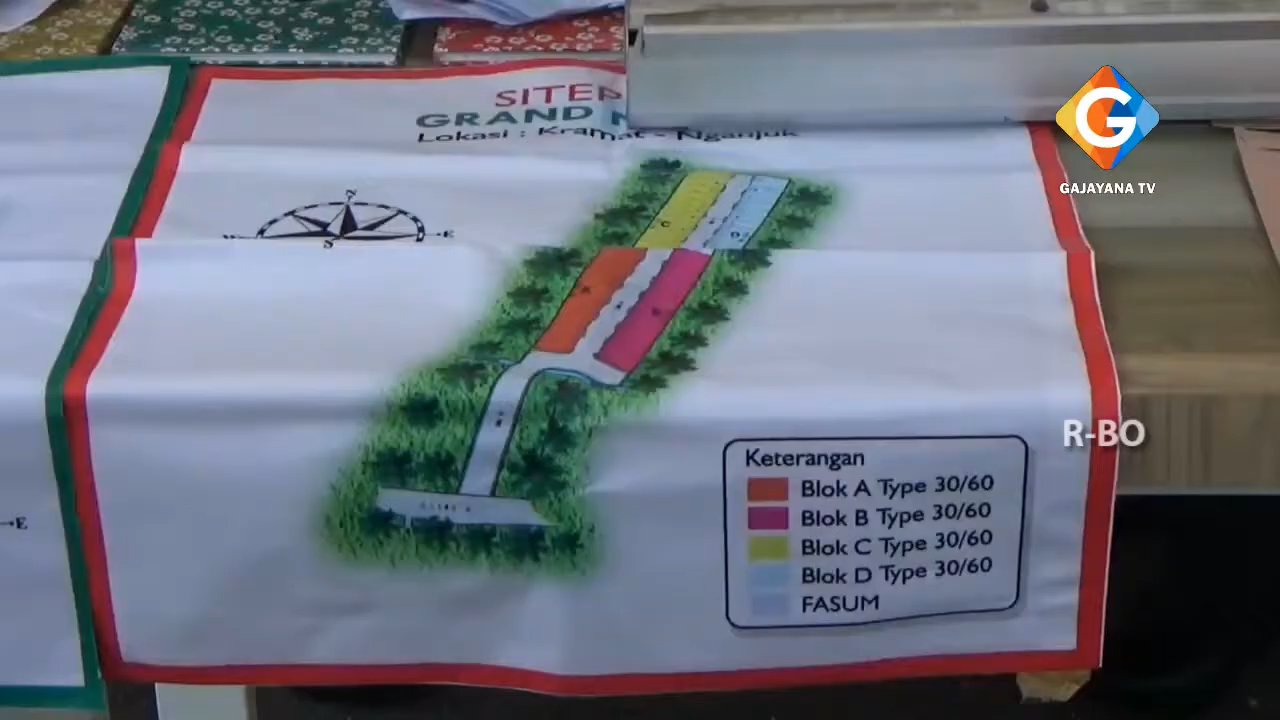 SITEP
GRAND
Lokasi : Kramat - Nganjuk
N
E
S
C
D
A
B
E
Keterangan
Blok A Type 30/60
Blok B Type 30/60
Blok C Type 30/60
Blok D Type 30/60
FASUM
G
GAJAYANA TV
R-BO